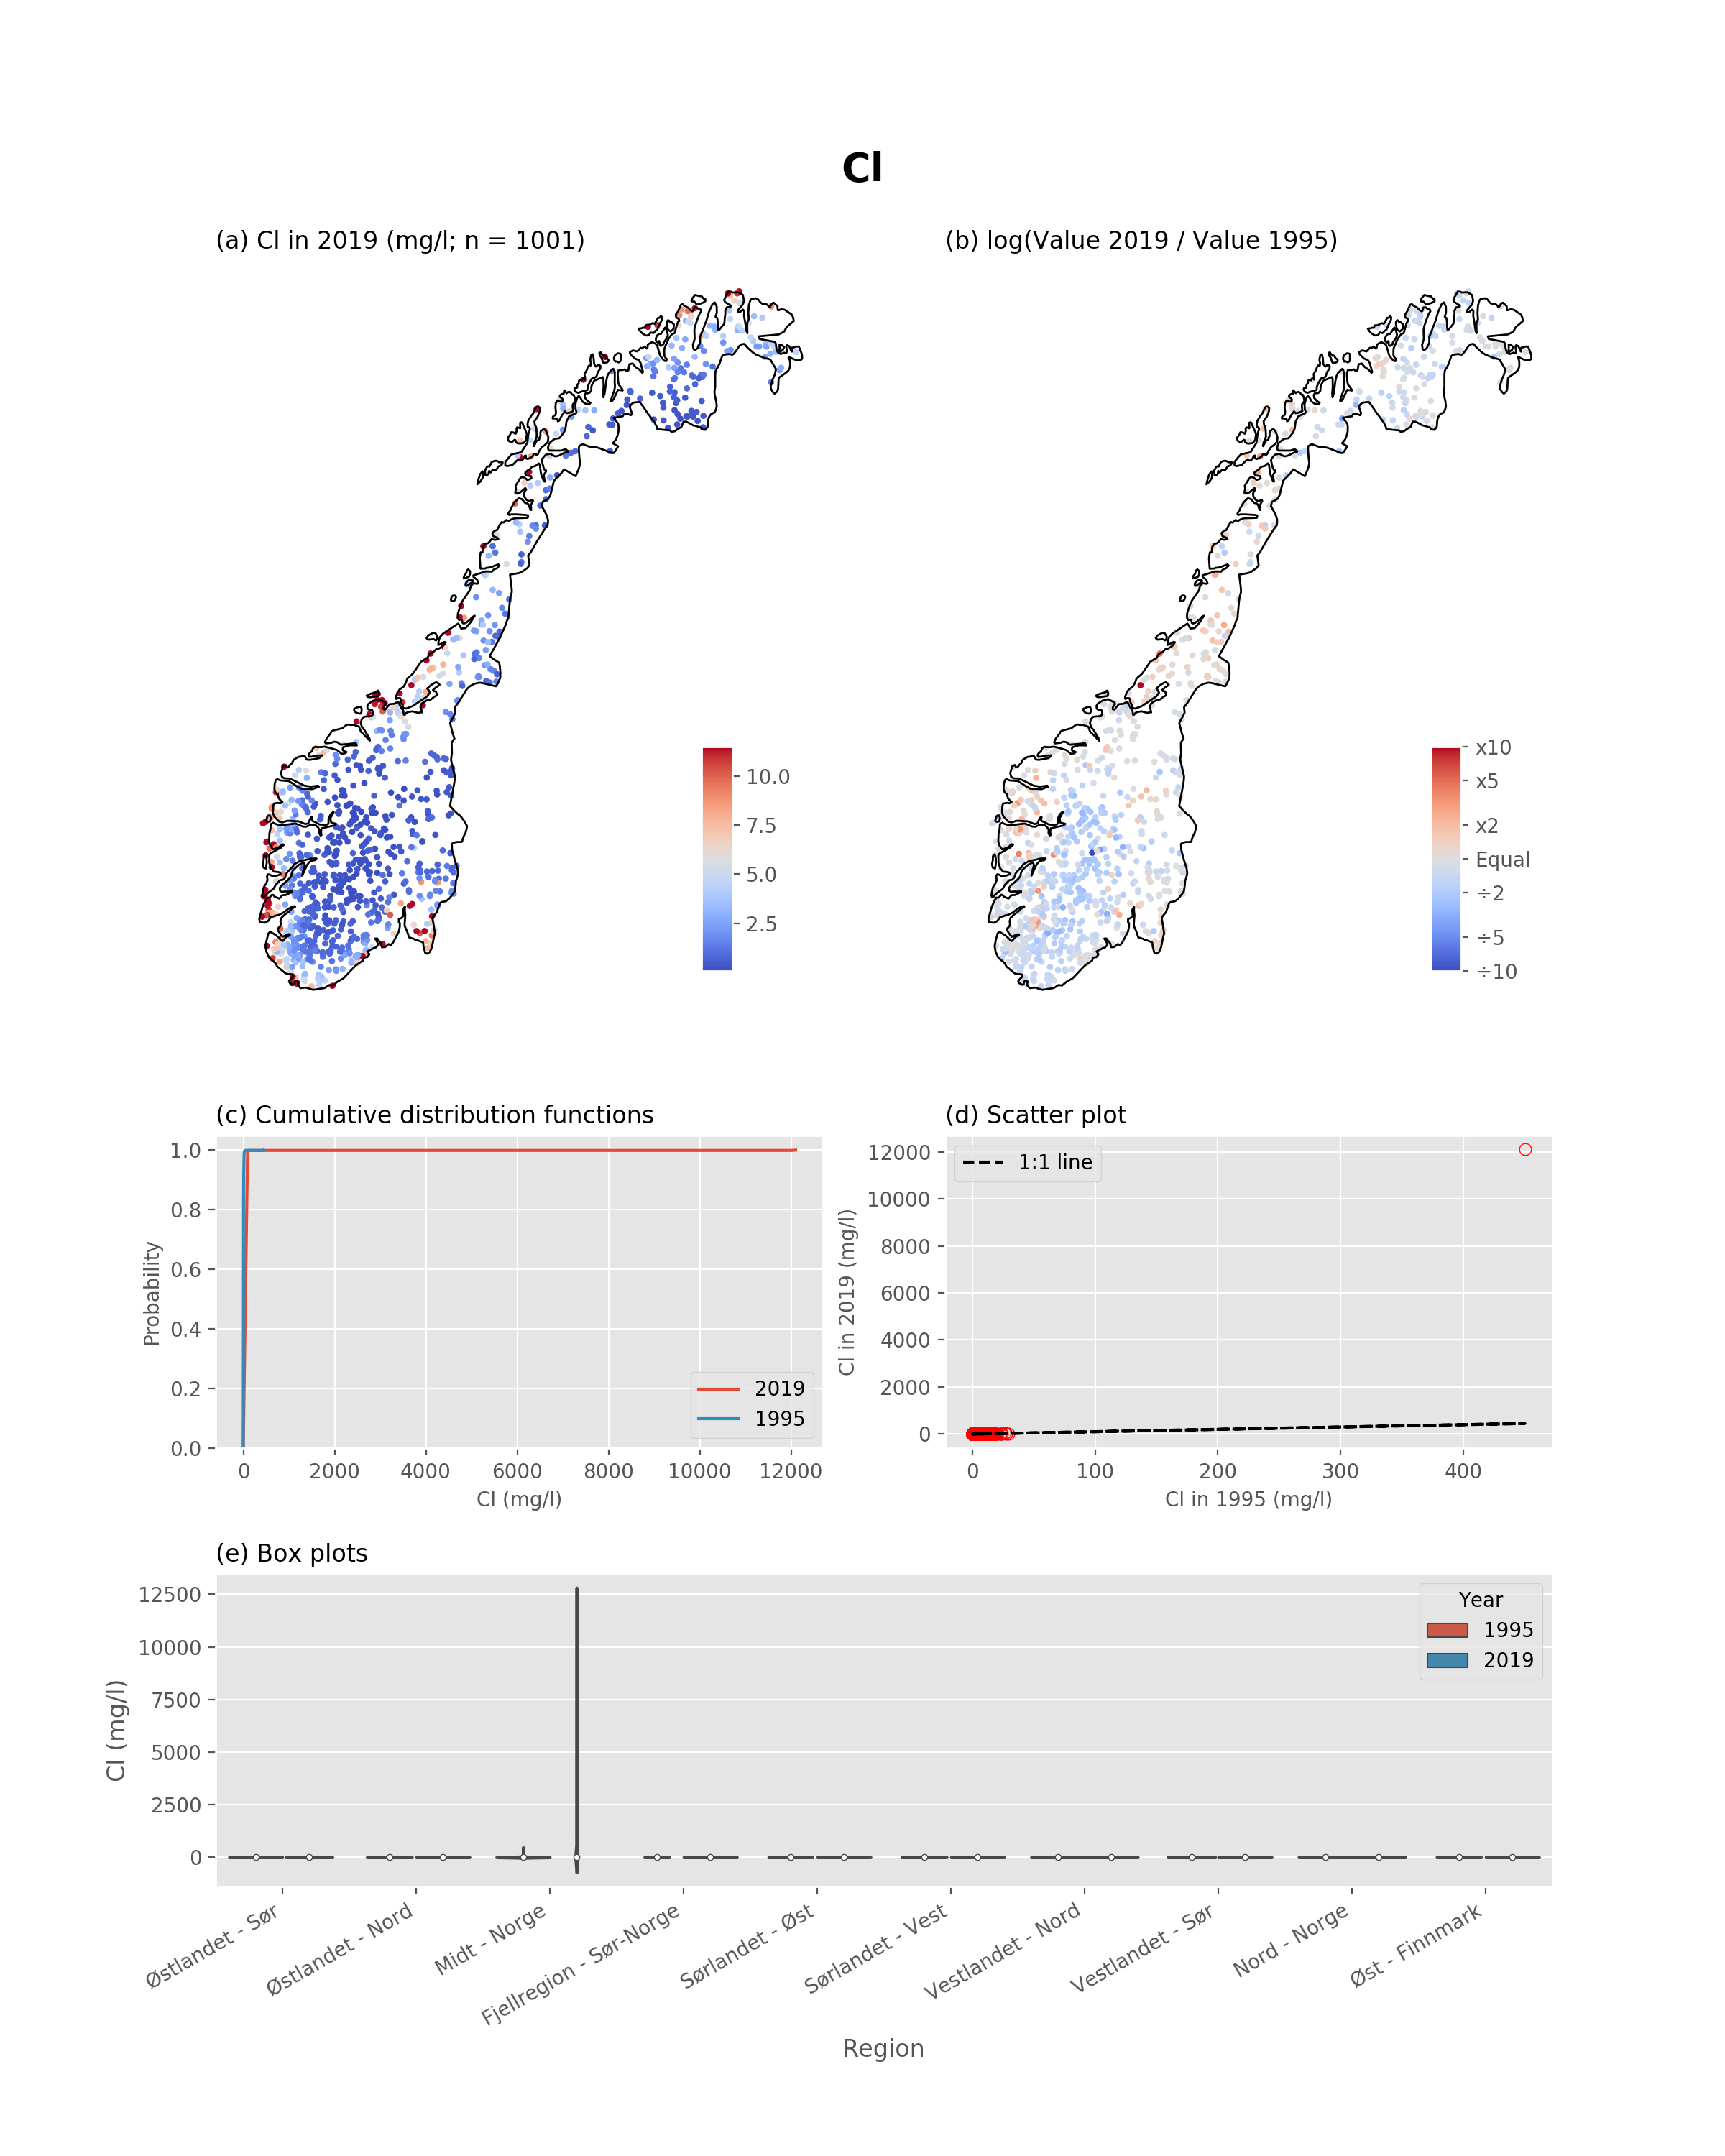 Cl
(a) Cl in 2019 (mg/l; n = 1001)
(b) log(Value 2019 / Value 1995)
10.0
7.5
5.0
2.5
x10
x5
x2
Equal
÷2
÷5
÷10
(c) Cumulative distribution functions
1.0
0.8
0.6
0.4
0.2
0.0
Probability
0 2000 4000 6000 8000 10000 12000
Cl (mg/l)
2019
1995
(d) Scatter plot
12000
10000
8000
6000
4000
2000
0
Cl in 2019 (mg/l)
1:1 line
0 100 200 300 400
Cl in 1995 (mg/l)
(e) Box plots
12500
10000
7500
5000
2500
0
Cl (mg/l)
Year
1995
2019
Østlandet - Sør
Østlandet - Nord
Midt - Norge
Fjellregion - Sør-Norge
Sørlandet - Øst
Sørlandet - Vest
Vestlandet - Nord
Vestlandet - Sør
Nord - Norge
Øst - Finnmark
Region